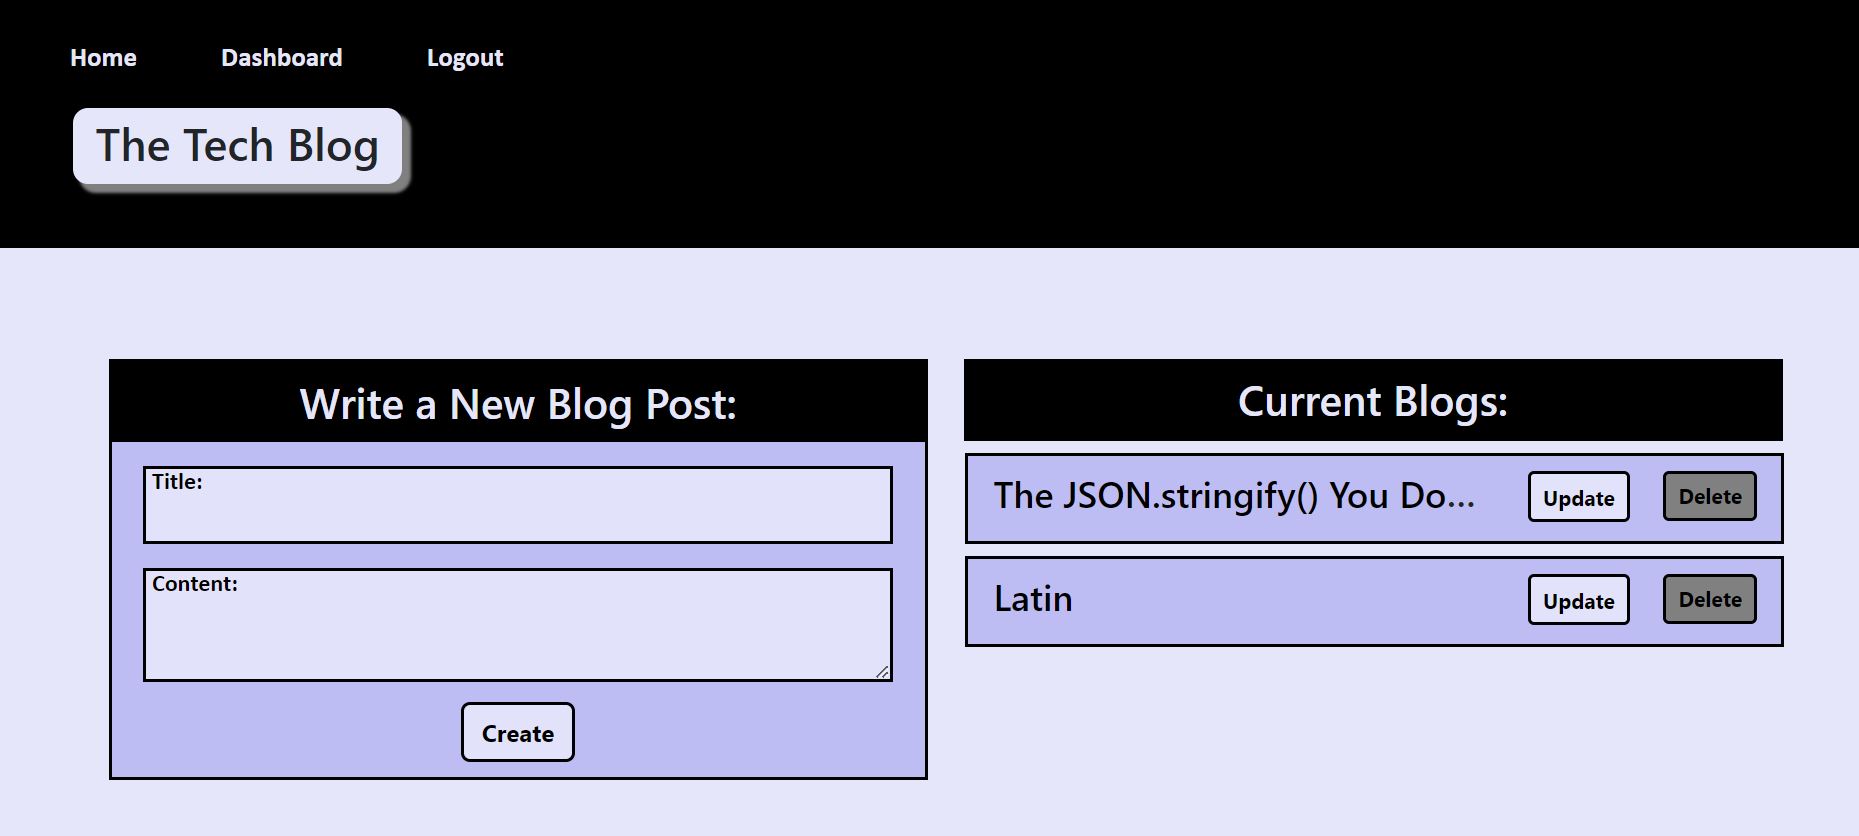 Home Dashboard Logout
The Tech Blog
Write a New Blog Post:
Title:
Content:
Create
Current Blogs:
The JSON.stringify() You Do... Update Delete
Latin Update Delete